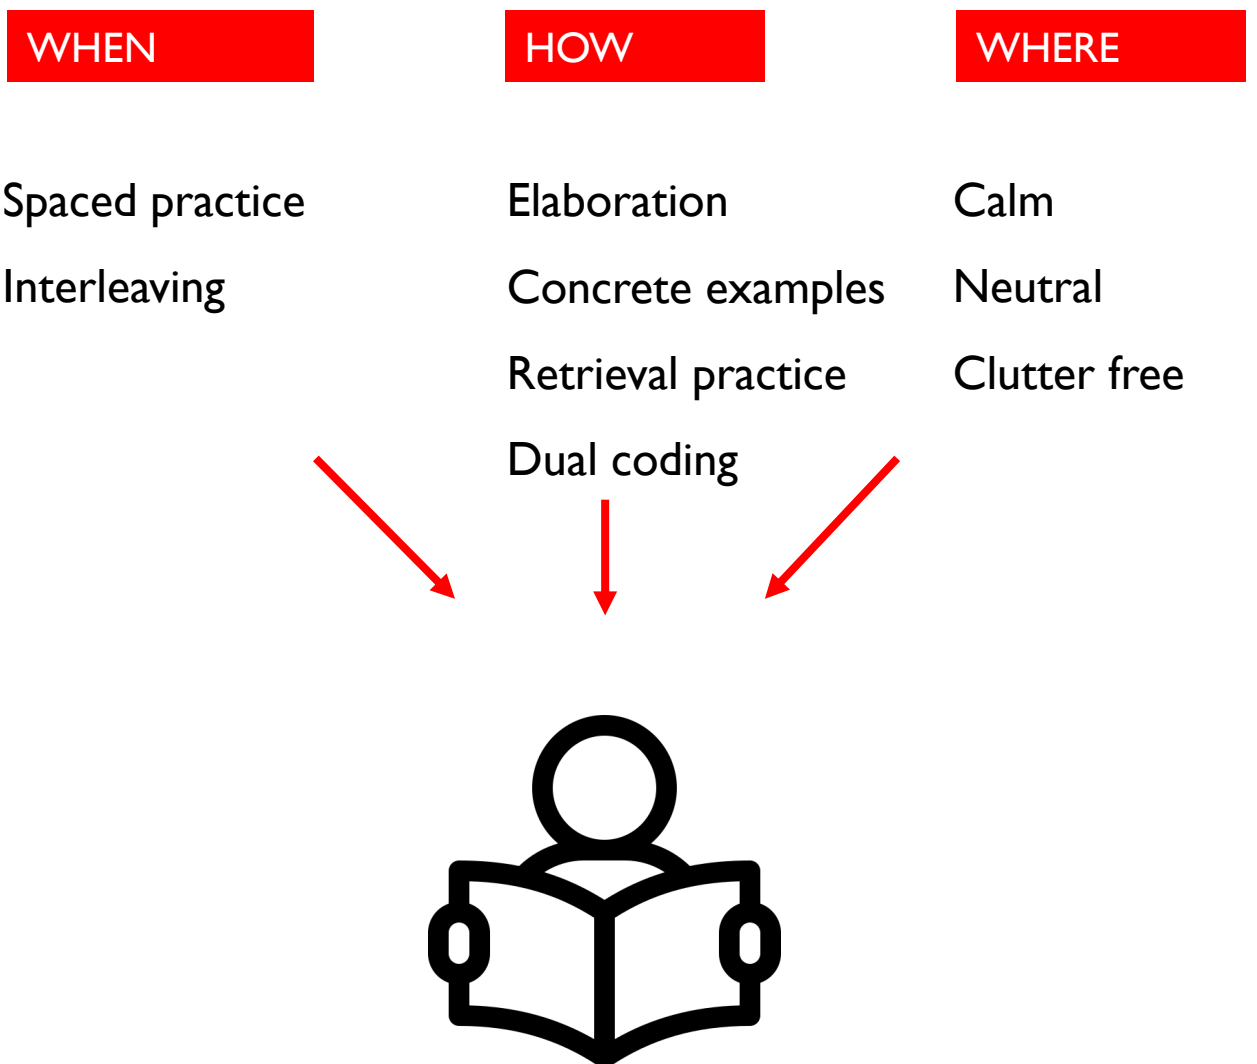 WHEN
Spaced practice
Interleaving
HOW
Elaboration
Concrete examples
Retrieval practice
Dual coding
WHERE
Calm
Neutral
Clutter free